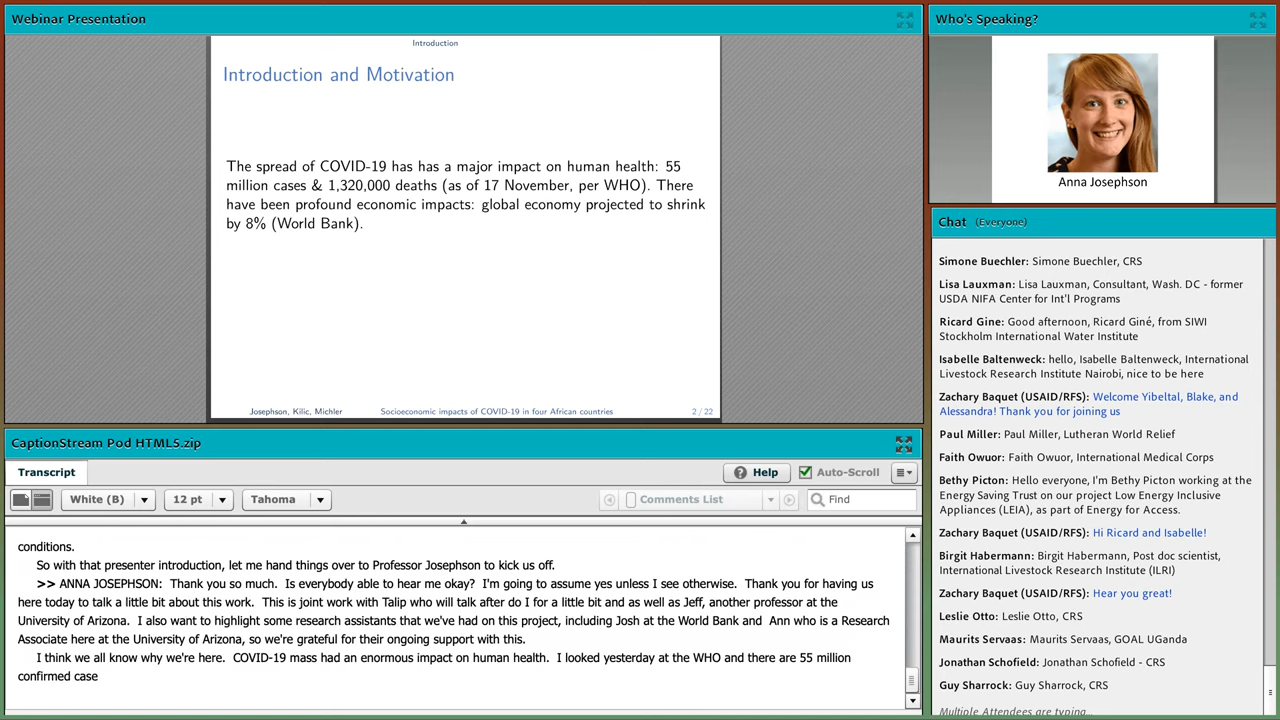 Webinar Presentation
Introduction
Introduction and Motivation
The spread of COVID-19 has has a major impact on human health: 55
million cases & 1,320,000 deaths (as of 17 November, per WHO). There
have been profound economic impacts: global economy projected to shrink
by 8% (World Bank).
Josephson, Kilic, Michler
Socioeconomic impacts of COVID-19 in four African countries
2 / 22
CaptionStream Pod HTML5.zip
Transcript
Help
Auto-Scroll
White (B)
12 pt
Tahoma
Comments List
Find
conditions.
So with that presenter introduction, let me hand things over to Professor Josephson to kick us off.
>> ANNA JOSEPHSON: Thank you so much. Is everybody able to hear me okay? I'm going to assume yes unless I see otherwise. Thank you for having us
here today to talk a little bit about this work. This is joint work with Talip who will talk after do I for a little bit and as well as Jeff, another professor at the
University of Arizona. I also want to highlight some research assistants that we've had on this project, including Josh at the World Bank and Ann who is a Research
Associate here at the University of Arizona, so we're grateful for their ongoing support with this.
I think we all know why we're here. COVID-19 mass had an enormous impact on human health. I looked yesterday at the WHO and there are 55 million
confirmed case
Who's Speaking?
Anna Josephson
Chat (Everyone)
Simone Buechler: Simone Buechler, CRS
Lisa Lauxman: Lisa Lauxman, Consultant, Wash. DC - former
USDA NIFA Center for Int'l Programs
Ricard Gine: Good afternoon, Ricard Giné, from SIWI
Stockholm International Water Institute
Isabelle Baltenweck: hello, Isabelle Baltenweck, International
Livestock Research Institute Nairobi, nice to be here
Zachary Baquet (USAID/RFS): Welcome Yibeltal, Blake, and
Alessandra! Thank you for joining us
Paul Miller: Paul Miller, Lutheran World Relief
Faith Owuor: Faith Owuor, International Medical Corps
Bethy Picton: Hello everyone, I'm Bethy Picton working at the
Energy Saving Trust on our project Low Energy Inclusive
Appliances (LEIA), as part of Energy for Access.
Zachary Baquet (USAID/RFS): Hi Ricard and Isabelle!
Birgit Habermann: Birgit Habermann, Post doc scientist,
International Livestock Research Institute (ILRI)
Zachary Baquet (USAID/RFS): Hear you great!
Leslie Otto: Leslie Otto, CRS
Maurits Servaas: Maurits Servaas, GOAL UGanda
Jonathan Schofield: Jonathan Schofield - CRS
Guy Sharrock: Guy Sharrock, CRS
Multiple Attendees are typing...